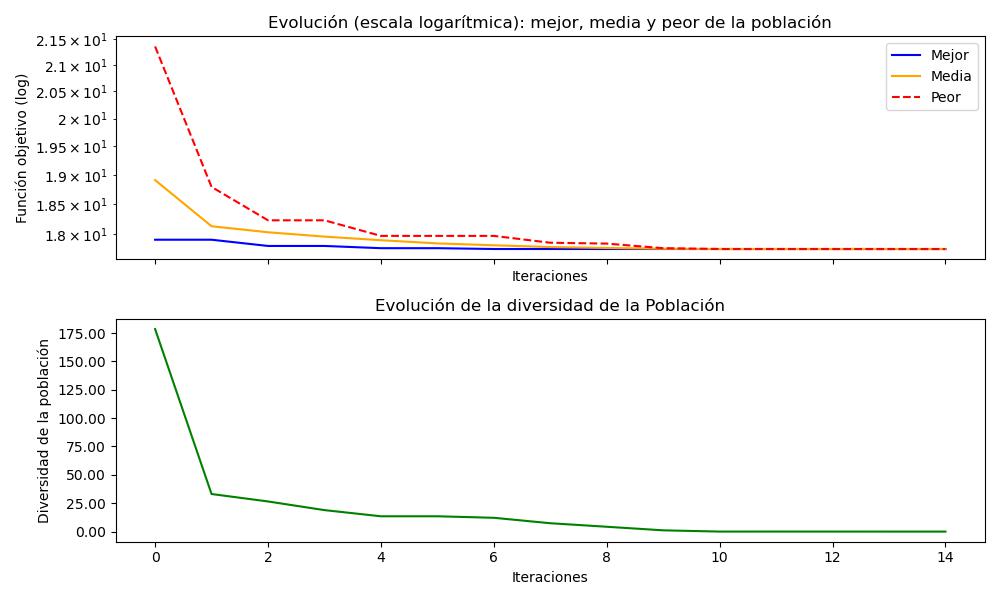 Evolución (escala logarítmica): mejor, media y peor de la población
2.15 × 10¹
2.1 × 10¹
2.05 × 10¹
2 × 10¹
1.95 × 10¹
1.9 × 10¹
1.85 × 10¹
1.8 × 10¹
Función objetivo (log)
Mejor
Media
Peor
Iteraciones
Evolución de la diversidad de la Población
175.00
150.00
125.00
100.00
75.00
50.00
25.00
0.00
Diversidad de la población
0 2 4 6 8 10 12 14
Iteraciones